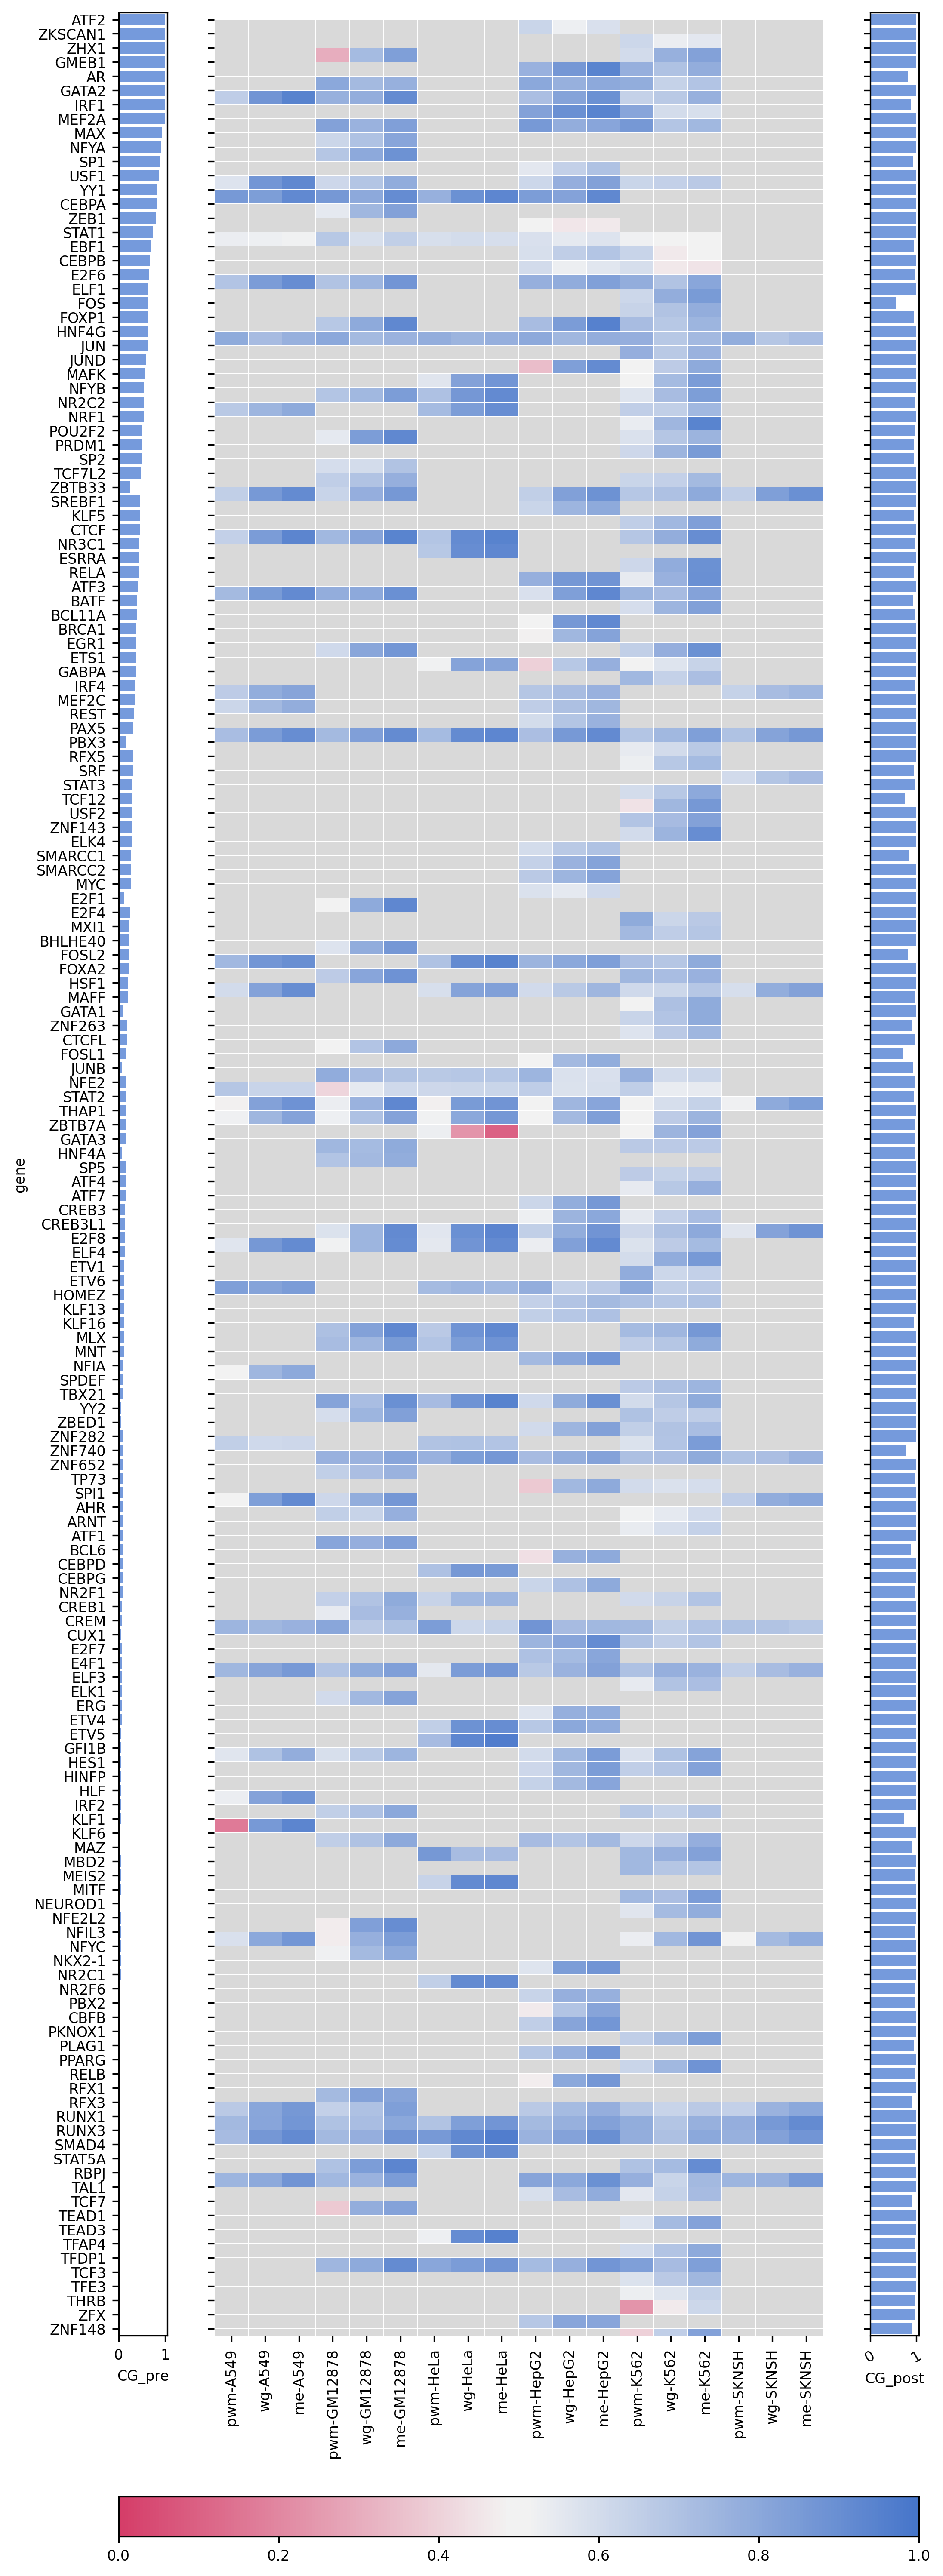 ATF2
ZKSCAN1
ZHX1
GMEB1
AR
GATA2
IRF1
MEF2A
MAX
NFYA
SP1
USF1
YY1
CEBPA
ZEB1
STAT1
EBF1
CEBPB
E2F6
ELF1
FOS
FOXP1
HNF4G
JUN
JUND
MAFK
NFYB
NR2C2
NRF1
POU2F2
PRDM1
SP2
TCF7L2
ZBTB33
SREBF1
KLF5
CTCF
NR3C1
ESRRA
RELA
ATF3
BATF
BCL11A
BRCA1
EGR1
ETS1
GABPA
IRF4
MEF2C
REST
PAX5
PBX3
RFX5
SRF
STAT3
TCF12
USF2
ZNF143
ELK4
SMARCC1
SMARCC2
MYC
E2F1
E2F4
MXI1
BHLHE40
FOSL2
FOXA2
HSF1
MAFF
GATA1
ZNF263
CTCFL
FOSL1
JUNB
NFE2
STAT2
THAP1
ZBTB7A
GATA3
HNF4A
SP5
ATF4
ATF7
CREB3
CREB3L1
E2F8
ELF4
ETV1
ETV6
HOMEZ
KLF13
KLF16
MLX
MNT
NFIA
SPDEF
TBX21
YY2
ZBED1
ZNF282
ZNF740
ZNF652
TP73
SPI1
AHR
ARNT
ATF1
BCL6
CEBPD
CEBPG
NR2F1
CREB1
CREM
CUX1
E2F7
E4F1
ELF3
ELK1
ERG
ETV4
ETV5
GFI1B
HES1
HINFP
HLF
IRF2
KLF1
KLF6
MAZ
MBD2
MEIS2
MITF
NEUROD1
NFE2L2
NFIL3
NFYC
NKX2-1
NR2C1
NR2F6
PBX2
CBFB
PKNOX1
PLAG1
PPARG
RELB
RFX1
RFX3
RUNX1
RUNX3
SMAD4
STAT5A
RBPJ
TAL1
TCF7
TEAD1
TEAD3
TFAP4
TFDP1
TCF3
TFE3
THRB
ZFX
ZNF148
gene
0 1
CG_pre
pwm-A549
wg-A549
me-A549
pwm-GM12878
wg-GM12878
me-GM12878
pwm-HeLa
wg-HeLa
me-HeLa
pwm-HepG2
wg-HepG2
me-HepG2
pwm-K562
wg-K562
me-K562
pwm-SKNSH
wg-SKNSH
me-SKNSH
0 1
CG_post
0.0 0.2 0.4 0.6 0.8 1.0